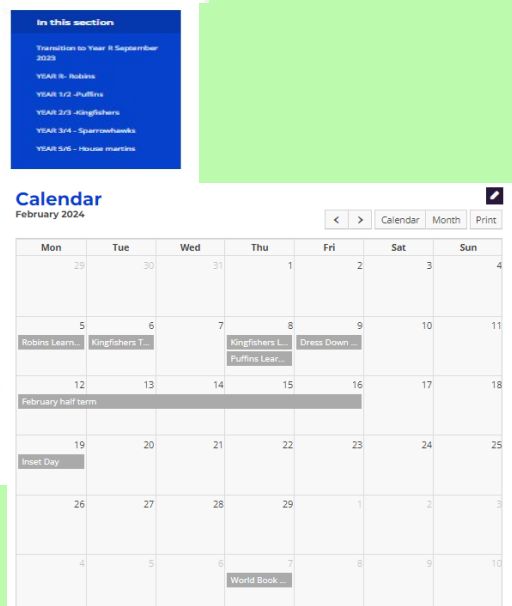 In this section
Transition to Year R September
2023
YEAR R- Robins
YEAR 1/2 -Puffins
YEAR 2/3 -Kingfishers
YEAR 3/4 - Sparrowhawks
YEAR 5/6 - House martins
Calendar
February 2024
< > Calendar Month Print
Mon Tue Wed Thu Fri Sat Sun
29 30 31 1 2 3 4
5 6 7 8 9 10 11
Robins Learn... Kingfishers T... Kingfishers L... Dress Down ...
Puffins Lear...
12 13 14 15 16 17 18
February half term
19 20 21 22 23 24 25
Inset Day
26 27 28 29 1 2 3
4 5 6 7 8 9 10
World Book ...